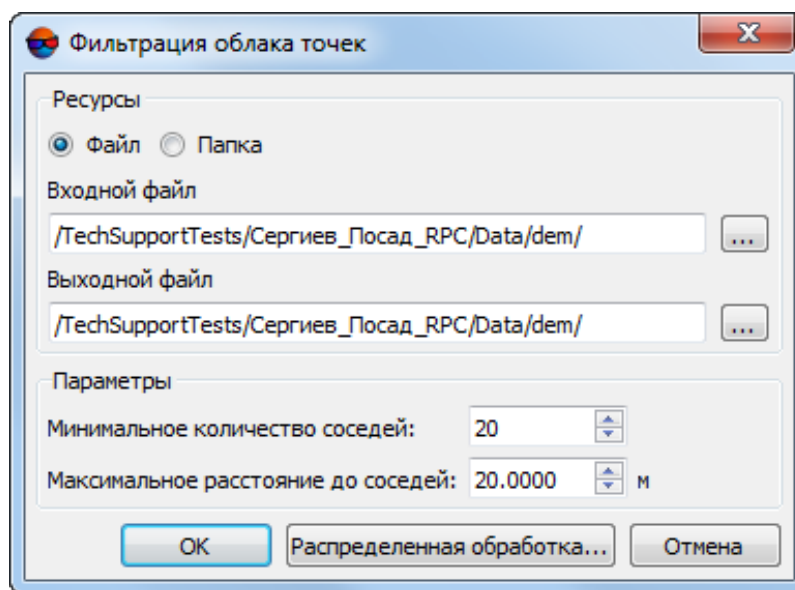 Фильтрация облака точек
Ресурсы
Файл Папка
Входной файл
/TechSupportTests/Сергиев_Посад_RPC/Data/dem/ ...
Выходной файл
/TechSupportTests/Сергиев_Посад_RPC/Data/dem/ ...
Параметры
Минимальное количество соседей: 20
Максимальное расстояние до соседей: 20.0000 м
OK Распределенная обработка... Отмена